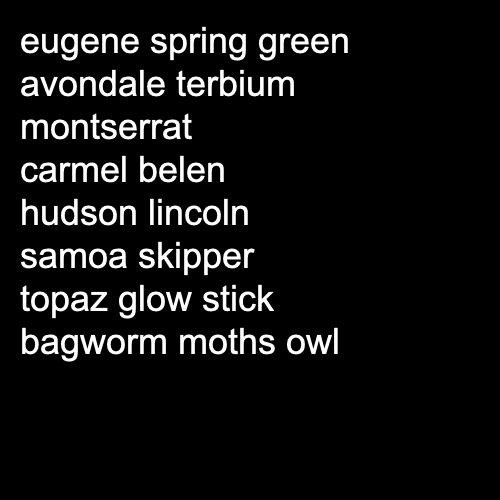 eugene spring green
avondale terbium
montserrat
carmel belen
hudson lincoln
samoa skipper
topaz glow stick
bagworm moths owl